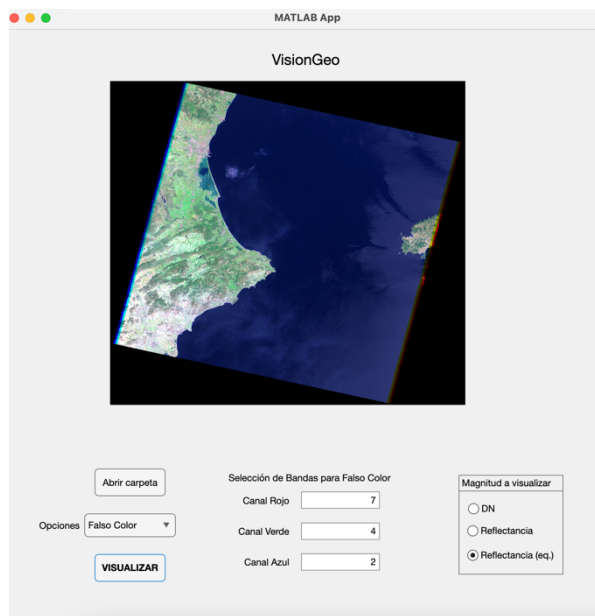 MATLAB App
VisionGeo
Abrir carpeta
Opciones Falso Color
VISUALIZAR
Selección de Bandas para Falso Color
Canal Rojo 7
Canal Verde 4
Canal Azul 2
Magnitud a visualizar
DN
Reflectancia
Reflectancia (eq.)